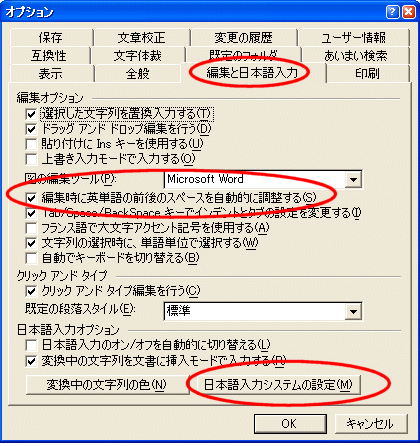 オプション
保存 文章校正 変更の履歴 ユーザー情報
互換性 文字体裁 既定のフォルダ あいまい検索
表示 全般 編集と日本語入力 印刷
編集オプション
選択した文字列を置換入力する(T)
ドラッグ アンド ドロップ編集を行う(D)
貼り付けに Ins キーを使用する(U)
上書き入力モードで入力する(O)
図の編集ツール(P): Microsoft Word
編集時に英単語の前後のスペースを自動的に調整する(S)
Tab/Space/BackSpace キーでインデントとタブの設定を変更する(I)
フランス語で大文字アクセント記号を使用する(A)
文字列の選択時に、単語単位で選択する(W)
自動でキーボードを切り替える(B)
クリック アンド タイプ
クリック アンド タイプ編集を行う(C)
既定の段落スタイル(E): 標準
日本語入力オプション
日本語入力のオン/オフを自動的に切り替える(L)
変換中の文字列を文書に挿入モードで入力する(R)
変換中の文字列の色(N) 日本語入力システムの設定(M)
OK キャンセル